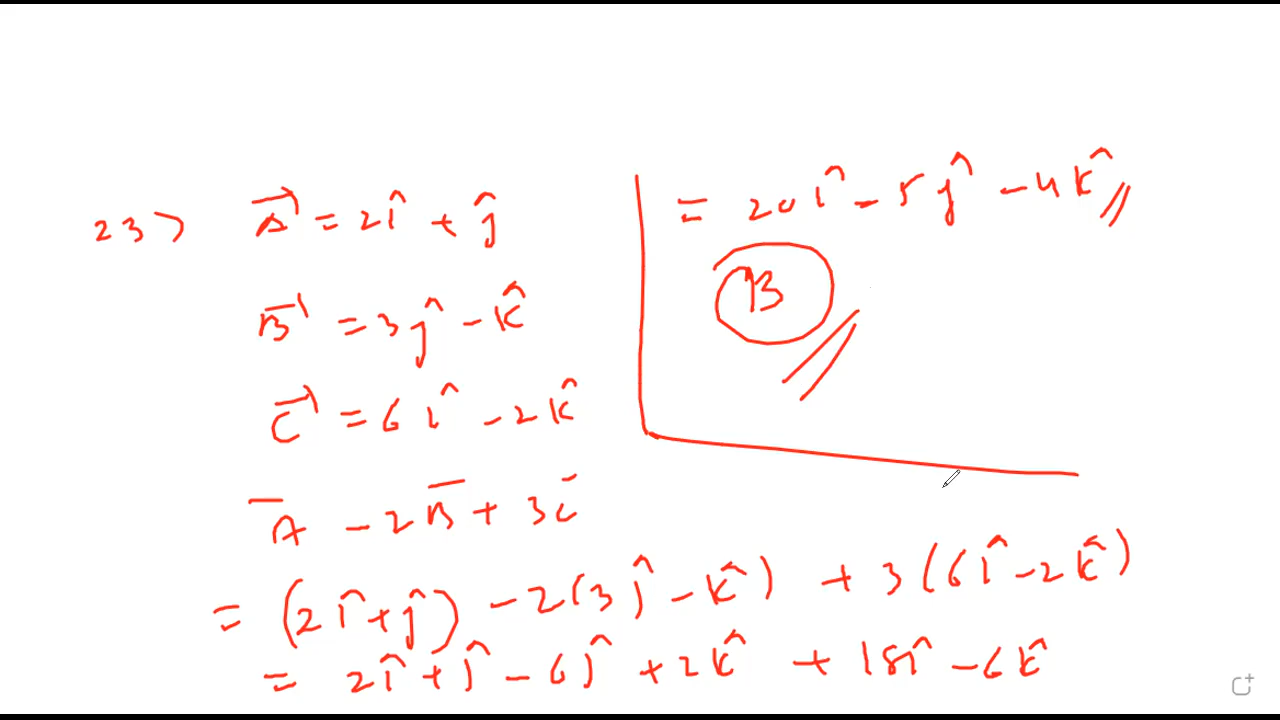 23> A⃗ = 2î + ĵ
B⃗ = 3ĵ - k̂
C⃗ = 6î - 2k̂
A̅ - 2B̅ + 3C̅
= (2î + ĵ) - 2(3ĵ - k̂) + 3(6î - 2k̂)
= 2î + ĵ - 6ĵ + 2k̂ + 18î - 6k̂
= 20î - 5ĵ - 4k̂
B